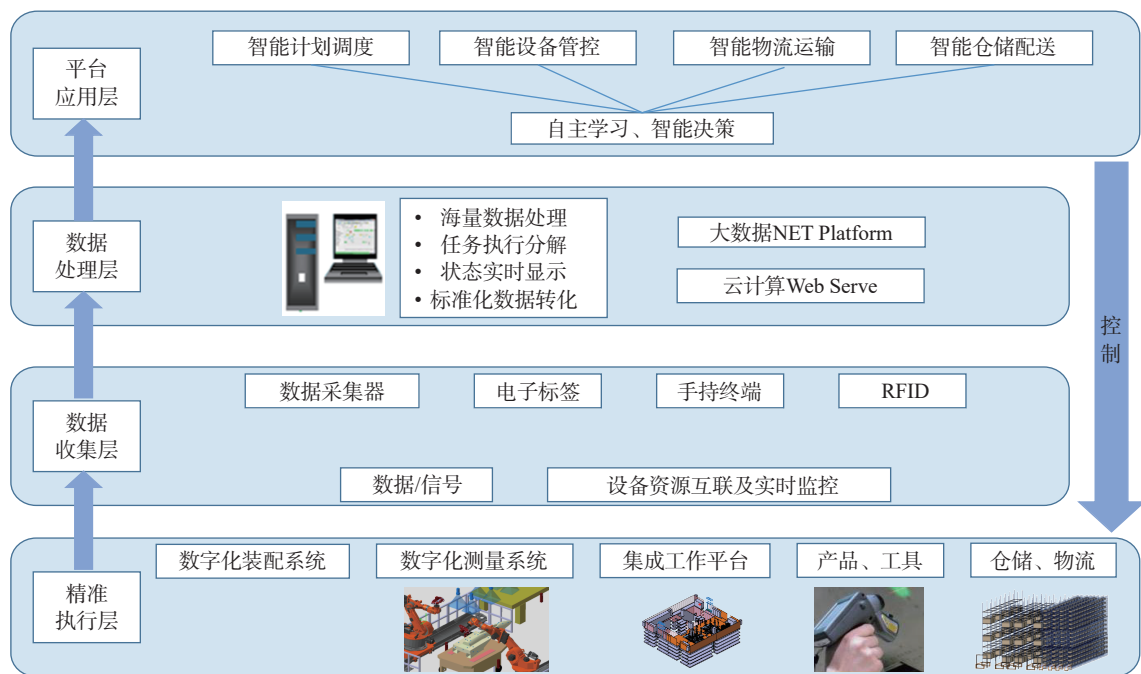 智能计划调度
智能设备管控
智能物流运输
智能仓储配送
平台
应用层
自主学习、智能决策
数据
处理层
• 海量数据处理
• 任务执行分解
• 状态实时显示
• 标准化数据转化
大数据NET Platform
云计算Web Serve
控
制
数据采集器
电子标签
手持终端
RFID
数据
收集层
数据/信号
设备资源互联及实时监控
数字化装配系统
数字化测量系统
集成工作平台
产品、工具
仓储、物流
精准
执行层